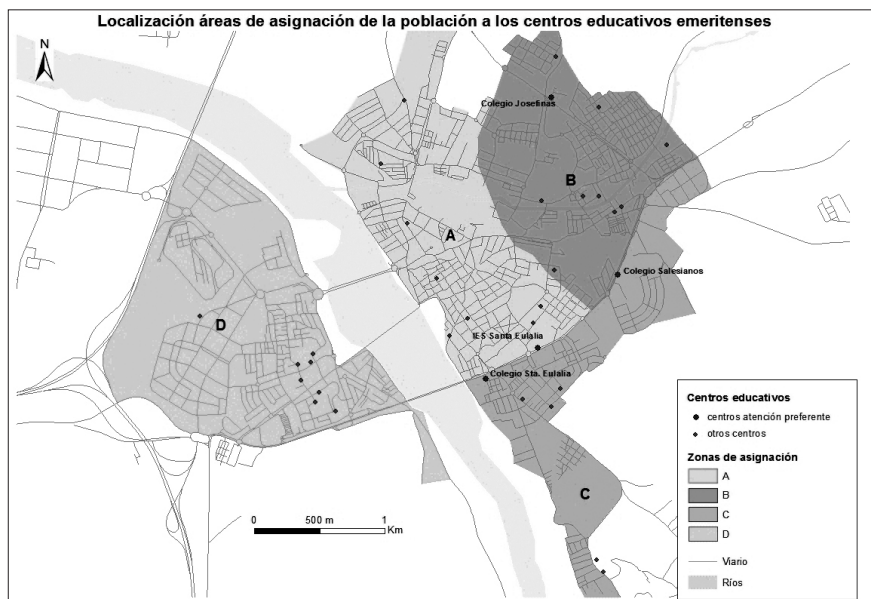 Localización áreas de asignación de la población a los centros educativos emeritenses
N
Colegio Josefinas
B
A
Colegio Salesianos
D
IES Santa Eulalia
Colegio Sta. Eulalia
C
0 500 m 1
Km
Centros educativos
centros atención preferente
otros centros
Zonas de asignación
A
B
C
D
Viario
Ríos